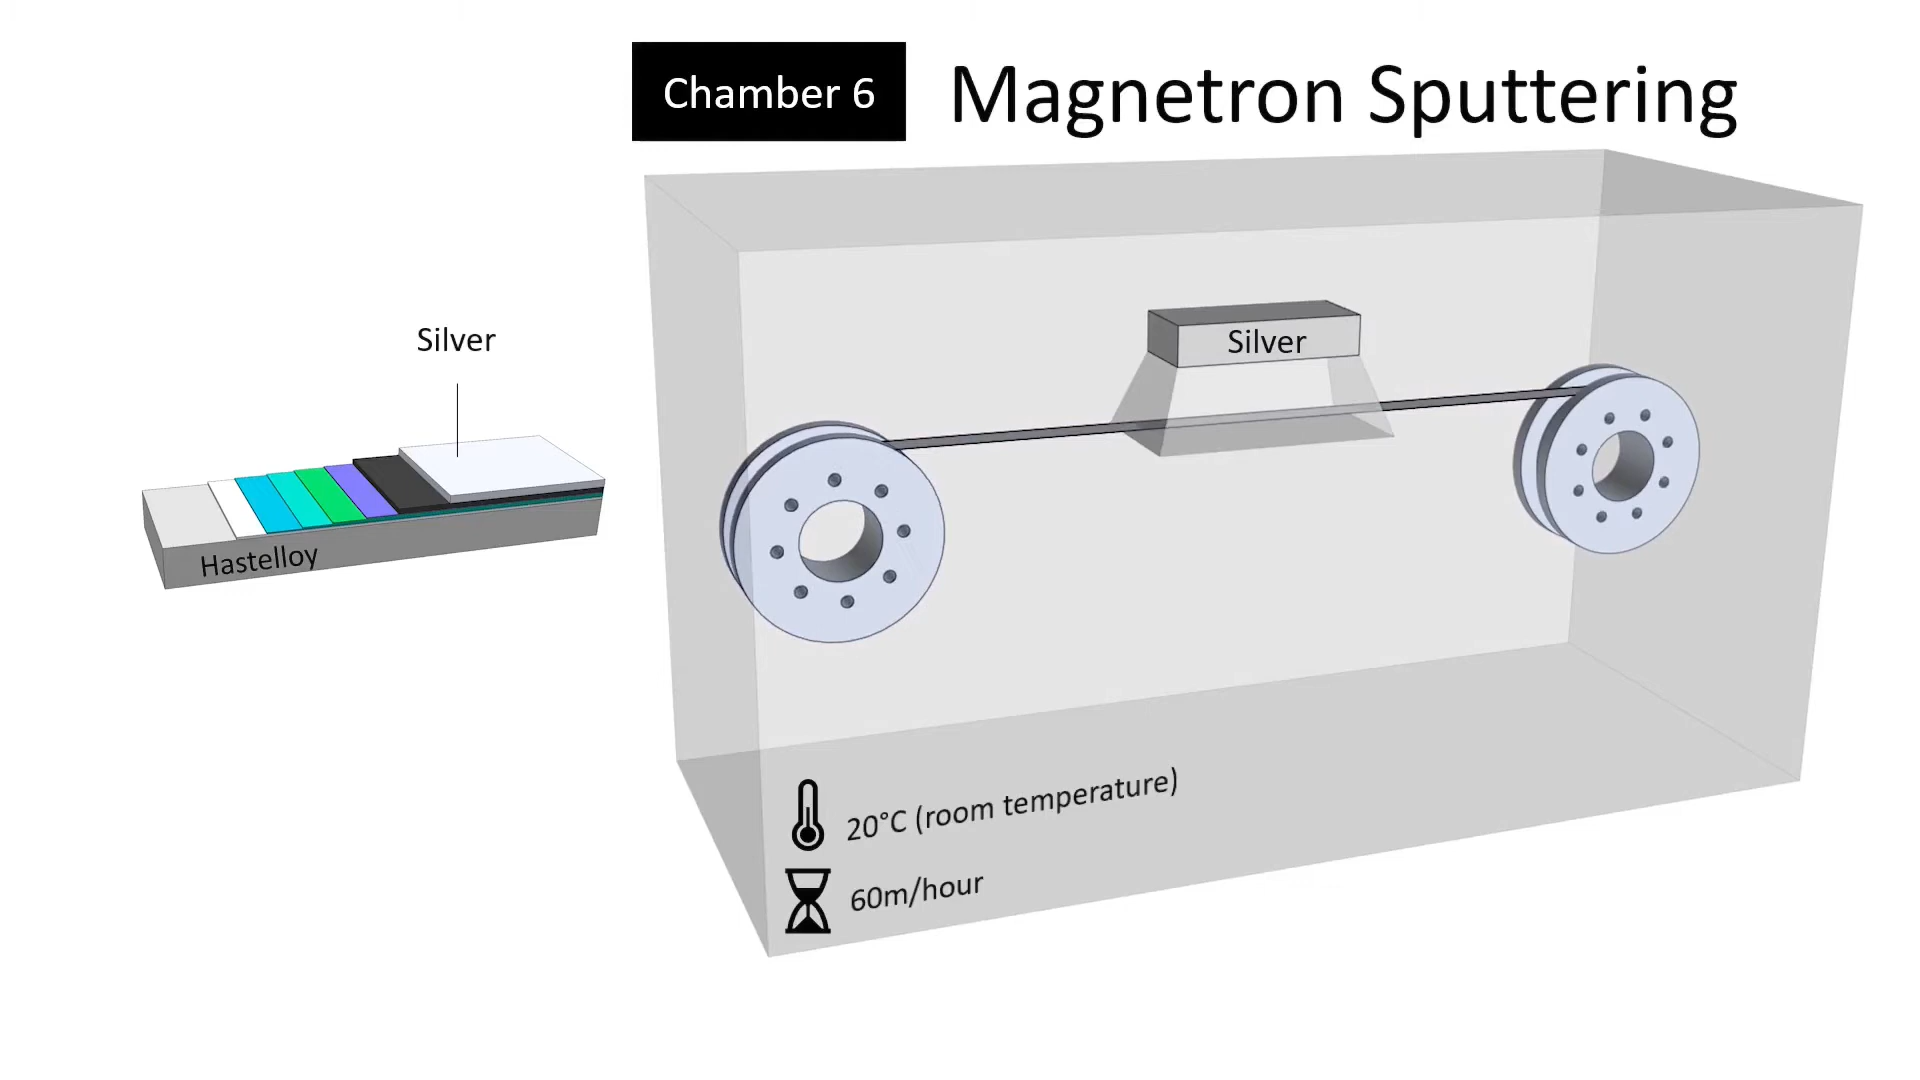 Chamber 6
Magnetron Sputtering
Silver
Silver
Hastelloy
20°C (room temperature)
60m/hour